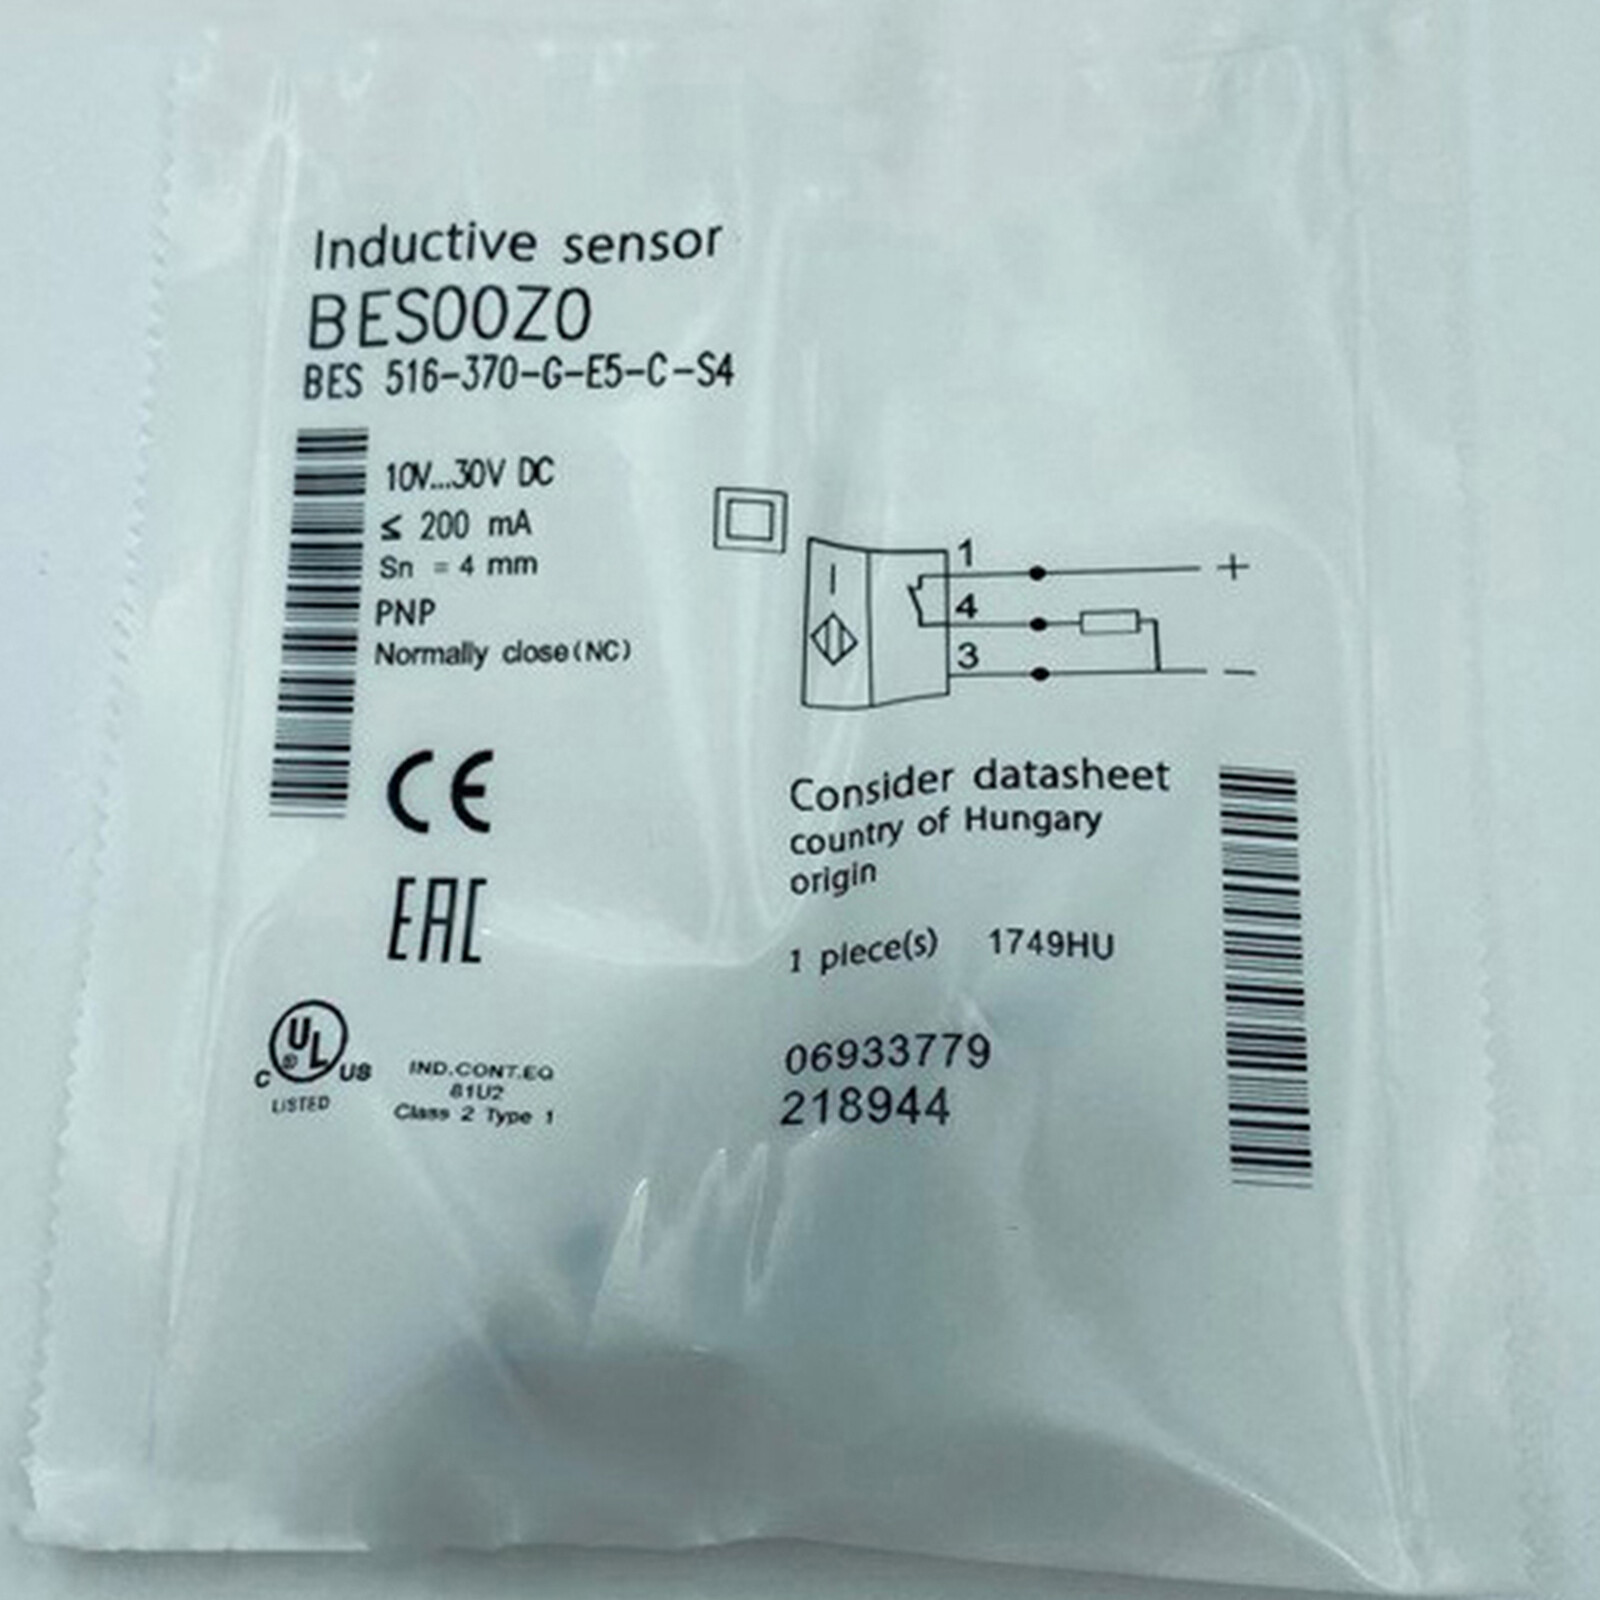 Inductive sensor
BES00Z0
BES 516-370-G-E5-C-S4
10V...30V DC
≤ 200 mA
Sn = 4 mm
PNP
Normally close(NC)
1
+
4
3
−
CE
EAC
Consider datasheet
country of Hungary
origin
1 piece(s) 1749HU
06933779
218944
UL
®
C US
LISTED
IND.CONT.EQ
81U2
Class 2 Type 1